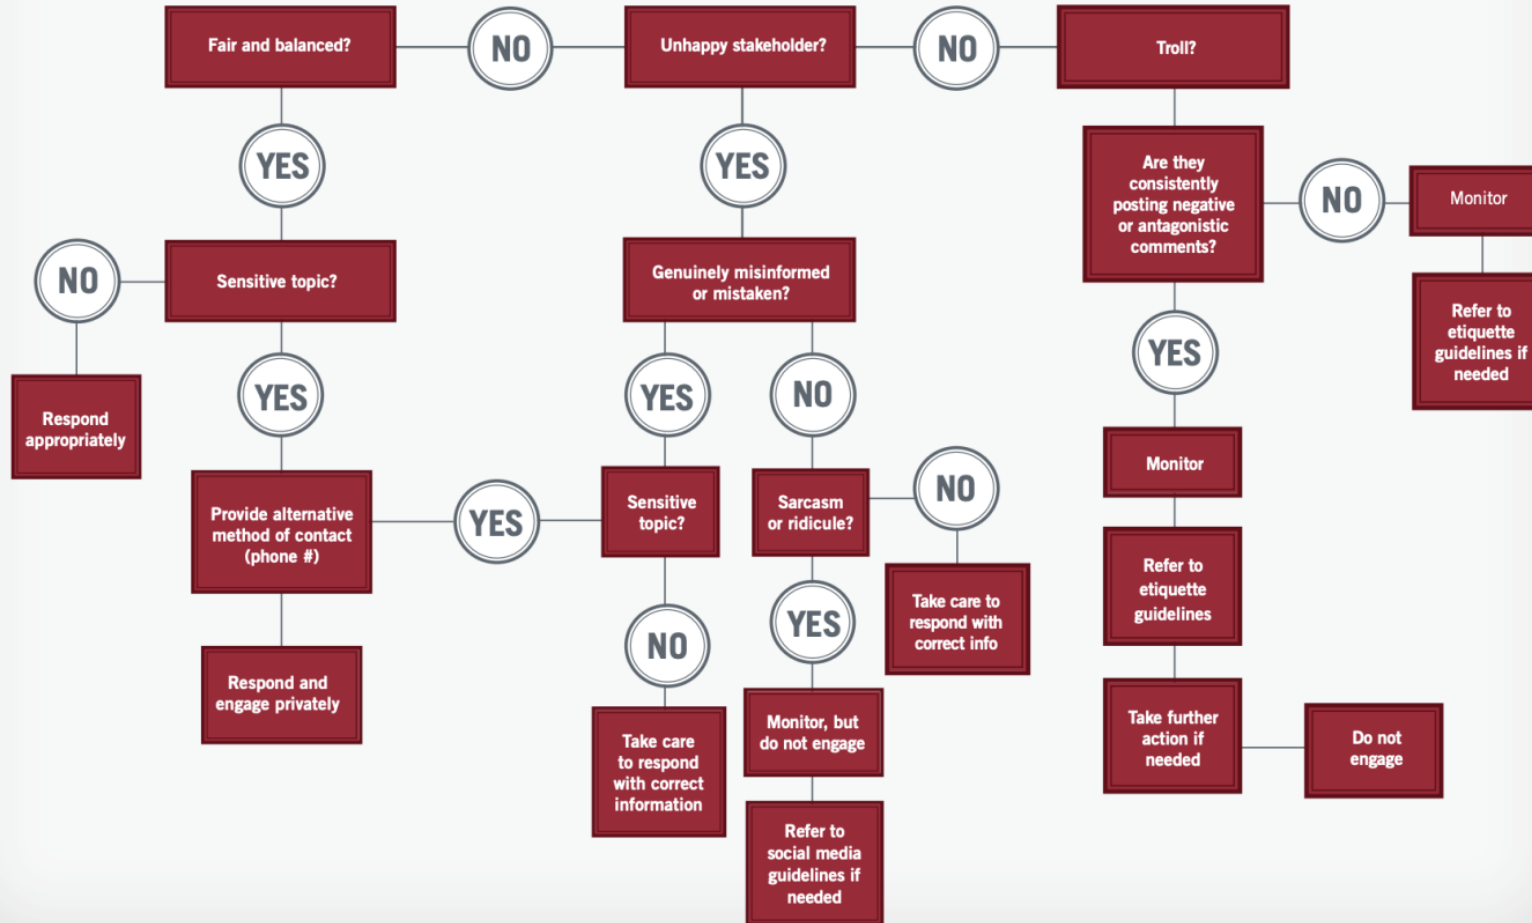 Fair and balanced?
NO
Unhappy stakeholder?
NO
Troll?
YES
YES
Are they
consistently
posting negative
or antagonistic
comments?
NO
Monitor
NO
Sensitive topic?
Genuinely misinformed
or mistaken?
Refer to
etiquette
guidelines if
needed
YES
YES
YES
NO
Respond
appropriately
Monitor
Provide alternative
method of contact
(phone #)
YES
Sensitive
topic?
Sarcasm
or ridicule?
NO
Refer to
etiquette
guidelines
Take care to
respond with
correct info
NO
YES
Respond and
engage privately
Take care
to respond
with correct
information
Monitor, but
do not engage
Take further
action if
needed
Do not
engage
Refer to
social media
guidelines if
needed